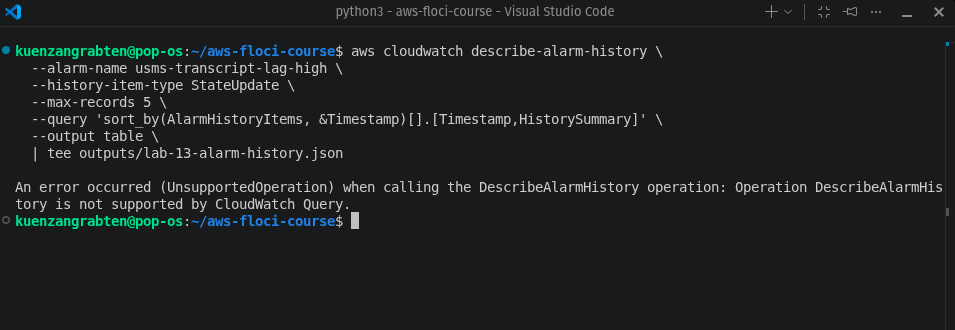 python3 - aws-floci-course - Visual Studio Code
kuenzangrabten@pop-os:~/aws-floci-course$ aws cloudwatch describe-alarm-history \
  --alarm-name usms-transcript-lag-high \
  --history-item-type StateUpdate \
  --max-records 5 \
  --query 'sort_by(AlarmHistoryItems, &Timestamp)[].[Timestamp,HistorySummary]' \
  --output table \
  | tee outputs/lab-13-alarm-history.json
An error occurred (UnsupportedOperation) when calling the DescribeAlarmHistory operation: Operation DescribeAlarmHis
tory is not supported by CloudWatch Query.
kuenzangrabten@pop-os:~/aws-floci-course$